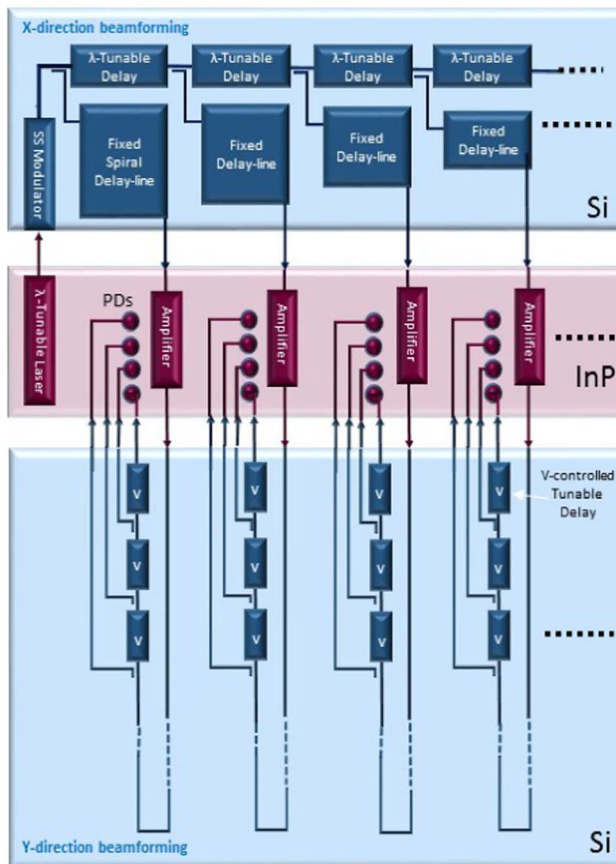 X-direction beamforming
λ-Tunable
Delay
λ-Tunable
Delay
λ-Tunable
Delay
λ-Tunable
Delay
SS Modulator
Fixed
Spiral
Delay-line
Fixed
Delay-line
Fixed
Delay-line
Fixed
Delay-line
Si
λ-Tunable Laser
PDs
Amplifier
Amplifier
Amplifier
Amplifier
InP
V
V
V
V
V-controlled
Tunable
Delay
V
V
V
V
V
V
V
V
Y-direction beamforming
Si